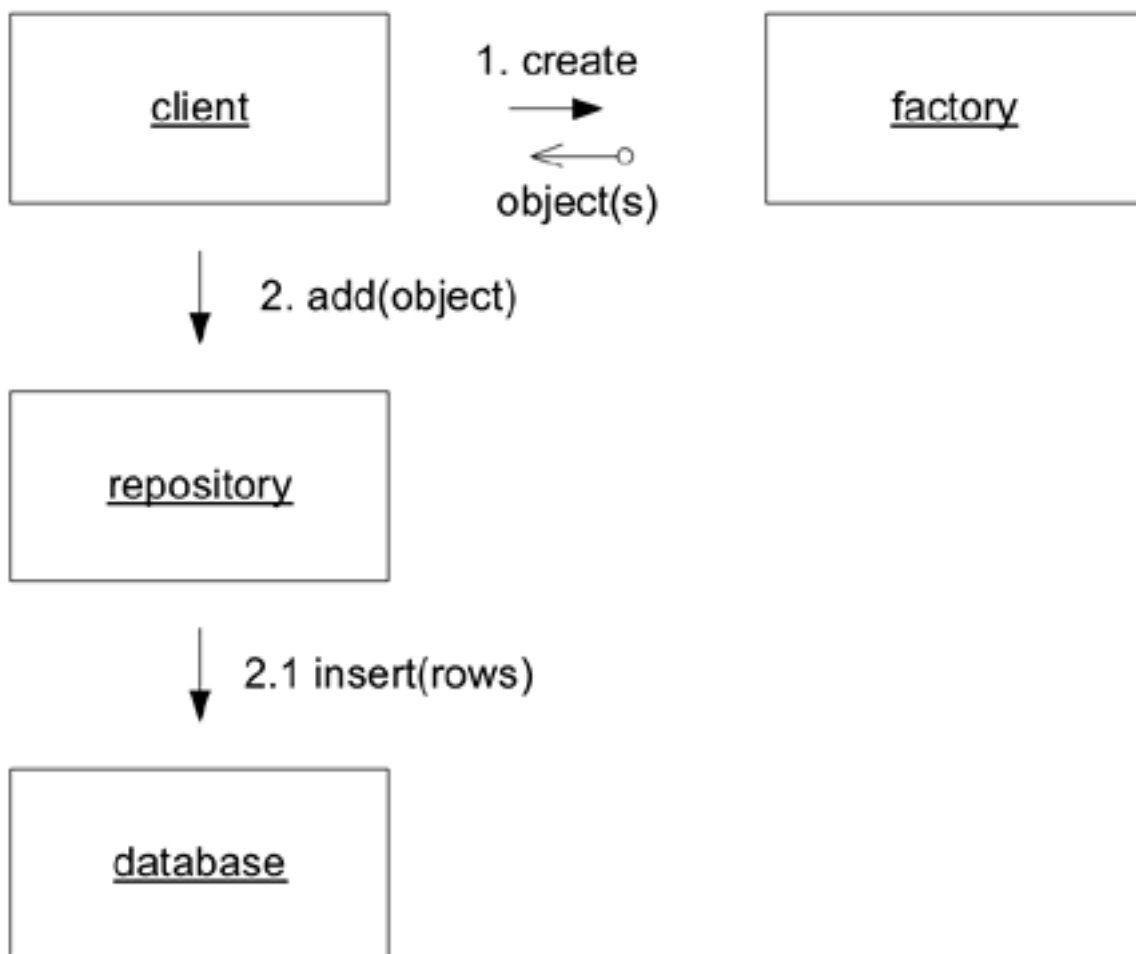 client
1. create
object(s)
factory
2. add(object)
repository
2.1 insert(rows)
database